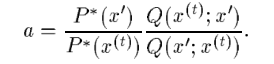 a = \frac{P^*(x')}{P^*(x^{(t)})} \frac{Q(x^{(t)}; x')}{Q(x'; x^{(t)})}.